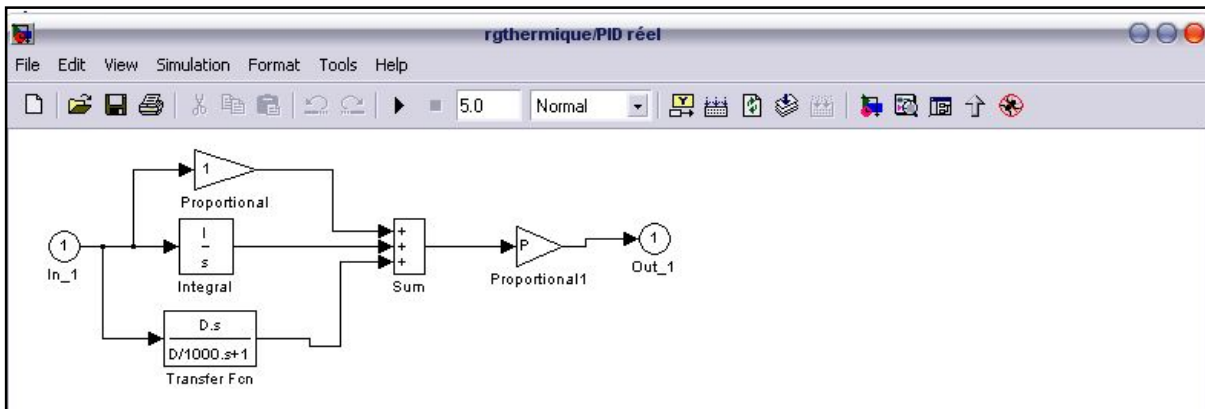 rgthermique/PID réel
File Edit View Simulation Format Tools Help
5.0 Normal
1
Proportional
1
In_1
I
s
Integral
+
+
+
Sum
P
Proportional1
1
Out_1
D.s
D/1000.s+1
Transfer Fcn